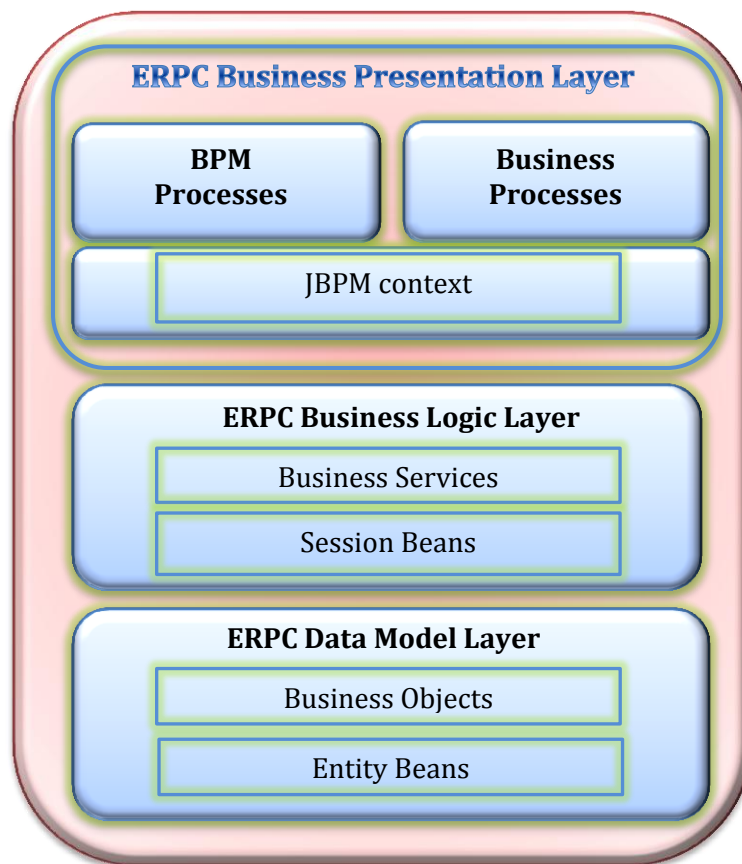 ERPC Business Presentation Layer
BPM
Processes
Business
Processes
JBPM context
ERPC Business Logic Layer
Business Services
Session Beans
ERPC Data Model Layer
Business Objects
Entity Beans